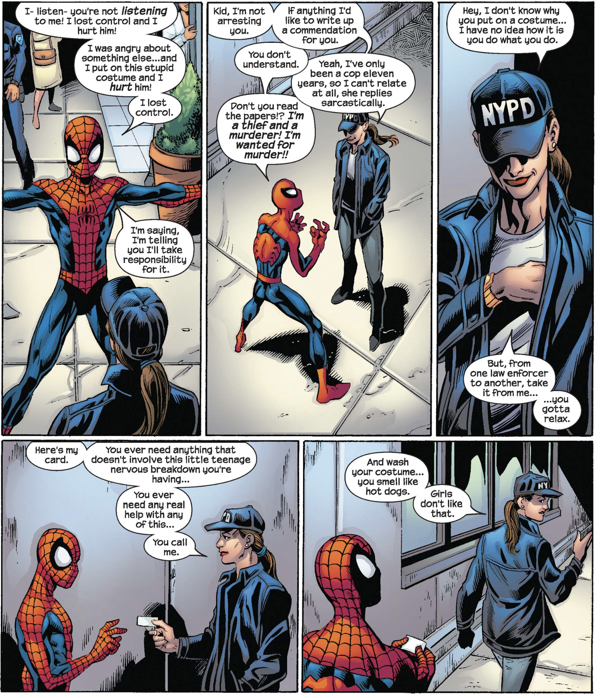 I- listen- you're not listening
to me! I lost control and I
hurt him!
I was angry about
something else...and
I put on this stupid
costume and I
hurt him!
I lost
control.
I'm saying,
I'm telling
you I'll take
responsibility
for it.
Kid, I'm not
arresting
you.
If anything I'd
like to write up
a commendation
for you.
You don't
understand.
Yeah, I've only
been a cop eleven
years, so I can't relate
at all, she replies
sarcastically.
Don't you read
the papers!? I'm
a thief and a
murderer! I'm
wanted for
murder!!
NYPD
Hey, I don't know why
you put on a costume...
I have no idea how it is
you do what you do.
NYPD
But, from
one law enforcer
to another, take
it from me...
...you
gotta
relax.
Here's my
card.
You ever need anything that
doesn't involve this little teenage
nervous breakdown you're
having...
You ever
need any real
help with any
of this...
You call
me.
And wash
your costume...
you smell like
hot dogs.
Girls
don't like
that.
NY